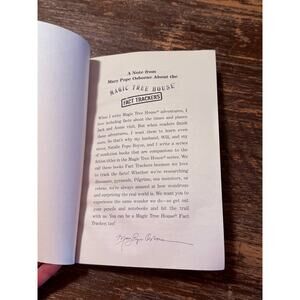 A Note from
Mary Pope Osborne About the
MAGIC TREE HOUSE
FACT TRACKERS
When I write Magic Tree House® adventures, I
love including facts about the times and places
Jack and Annie visit. But when readers finish
these adventures, I want them to learn even
more. So that's why my husband, Will, and my
sister, Natalie Pope Boyce, and I write a series
of nonfiction books that are companions to the
fiction titles in the Magic Tree House® series. We
call these books Fact Trackers because we love
to track the facts! Whether we're researching
dinosaurs, pyramids, Pilgrims, sea monsters, or
cobras, we're always amazed at how wondrous
and surprising the real world is. We want you to
experience the same wonder we do—so get out
your pencils and notebooks and hit the trail
with us. You can be a Magic Tree House® Fact
Tracker, too!
Mary Pope Osborne